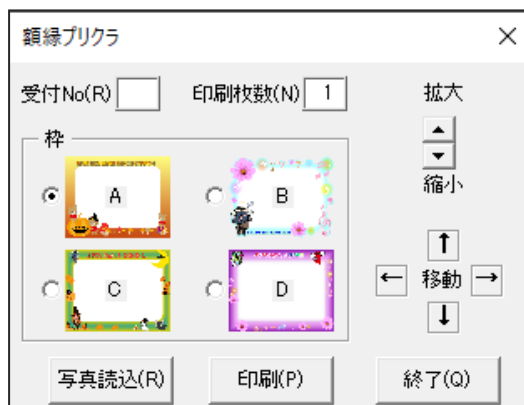 額縁プリクラ
受付No(R) 印刷枚数(N) 1 拡大
枠
A B
縮小
C D
↑
← 移動 →
↓
写真読込(R) 印刷(P) 終了(Q)